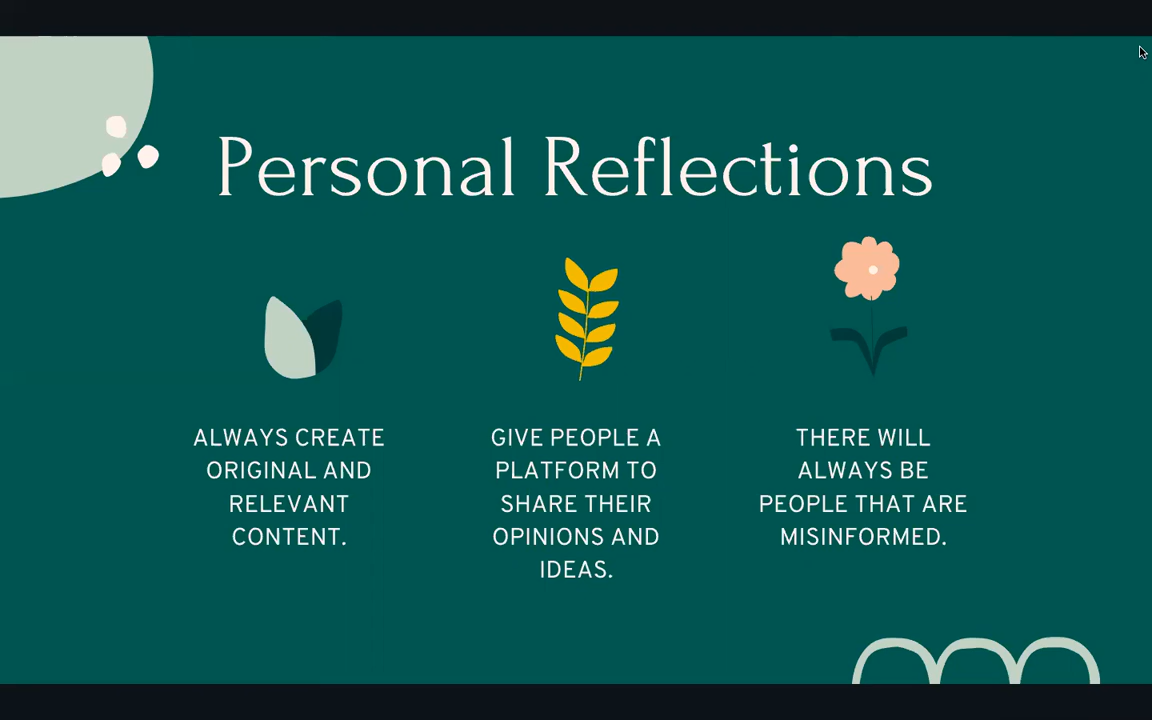 Personal Reflections
ALWAYS CREATE
ORIGINAL AND
RELEVANT
CONTENT.
GIVE PEOPLE A
PLATFORM TO
SHARE THEIR
OPINIONS AND
IDEAS.
THERE WILL
ALWAYS BE
PEOPLE THAT ARE
MISINFORMED.